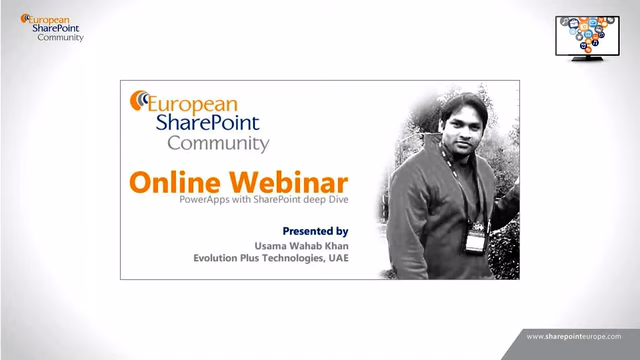 European
SharePoint
Community
European
SharePoint
Community
Online Webinar
PowerApps with SharePoint deep Dive
Presented by
Usama Wahab Khan
Evolution Plus Technologies, UAE
www.sharepointeurope.com